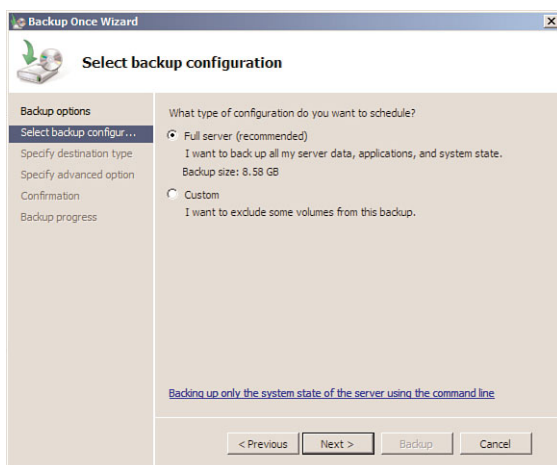 Backup Once Wizard
Select backup configuration
Backup options
Select backup configur...
Specify destination type
Specify advanced option
Confirmation
Backup progress
What type of configuration do you want to schedule?
Full server (recommended)
I want to back up all my server data, applications, and system state.
Backup size: 8.58 GB
Custom
I want to exclude some volumes from this backup.
Backing up only the system state of the server using the command line
< Previous
Next >
Backup
Cancel